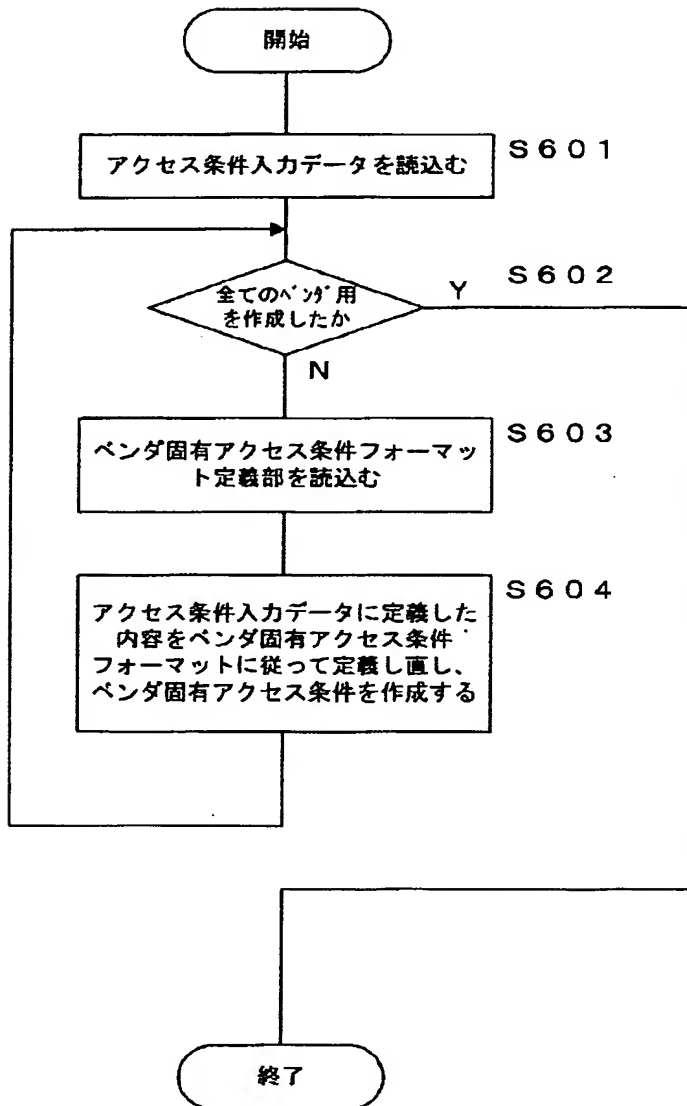 開始
アクセス条件入力データを読込む
S601
全てのﾍﾞﾝﾀﾞ用
を作成したか
Y
S602
N
ベンダ固有アクセス条件フォーマッ
ト定義部を読込む
S603
アクセス条件入力データに定義した
内容をベンダ固有アクセス条件
フォーマットに従って定義し直し、
ベンダ固有アクセス条件を作成する
S604
終了